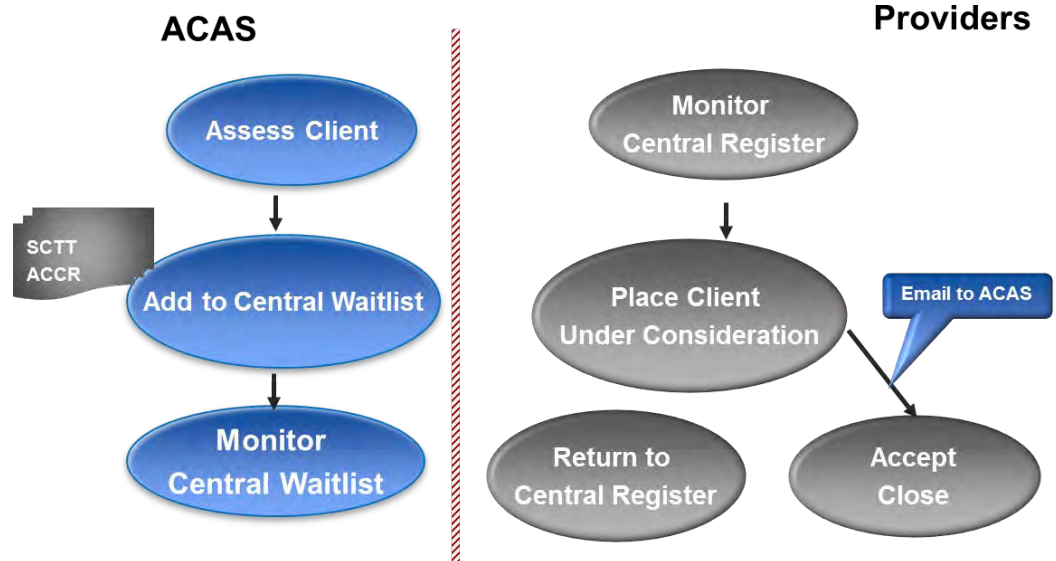 ACAS
Assess Client
SCTT
ACCR
Add to Central Waitlist
Monitor
Central Waitlist
Providers
Monitor
Central Register
Place Client
Under Consideration
Email to ACAS
Return to
Central Register
Accept
Close